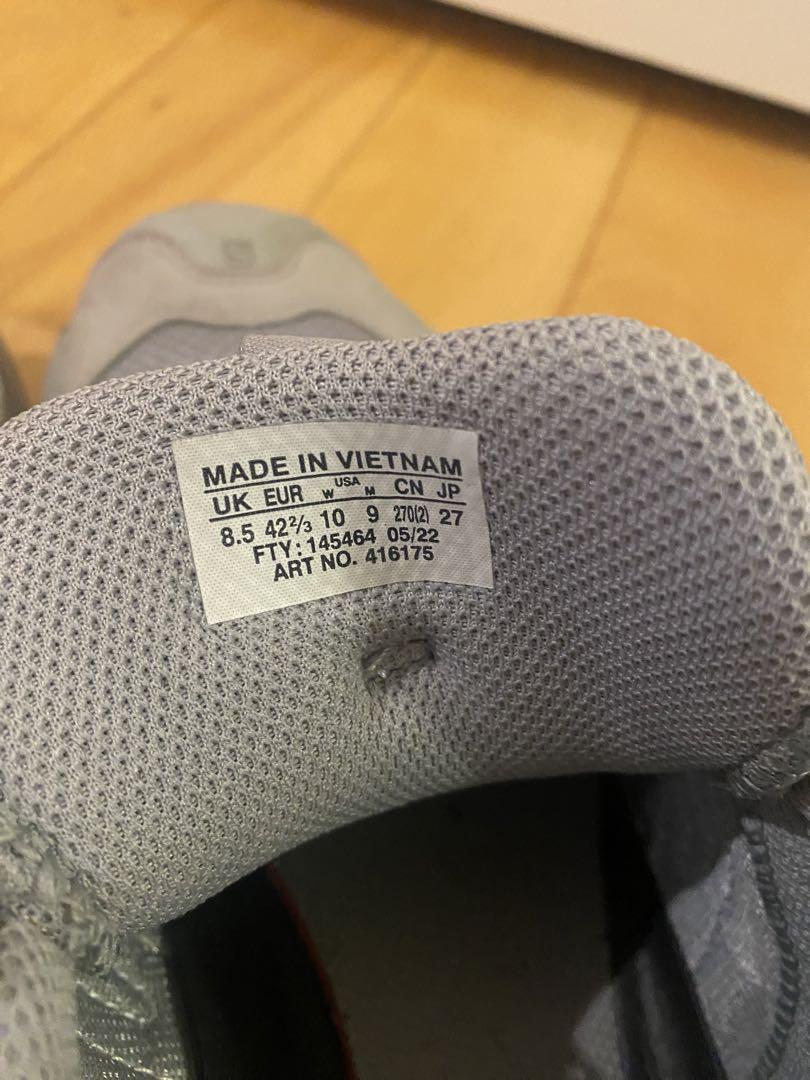 MADE IN VIETNAM
UK EUR W USA M CN JP
8.5 42⅔ 10 9 270(2) 27
FTY: 145464 05/22
ART NO. 416175